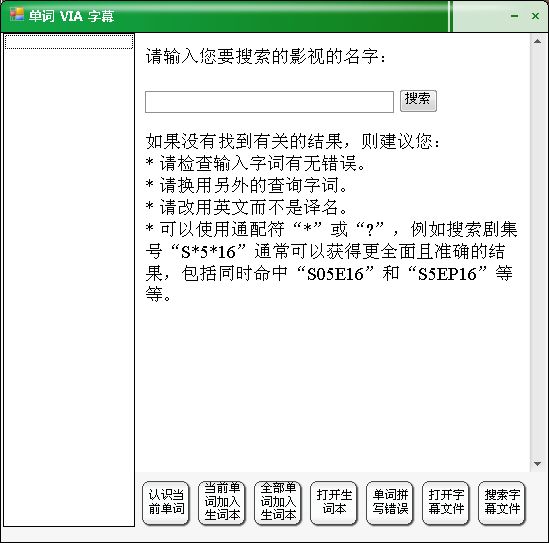 单词 VIA 字幕
请输入您要搜索的影视的名字：
搜索
如果没有找到有关的结果，则建议您：
* 请检查输入字词有无错误。
* 请换用另外的查询字词。
* 请改用英文而不是译名。
* 可以使用通配符“*”或“?”，例如搜索剧集
号“S*5*16”通常可以获得更全面且准确的结
果，包括同时命中“S05E16”和“S5EP16”等
等。
认识当
前单词
当前单
词加入
生词本
全部单
词加入
生词本
打开生
词本
单词拼
写错误
打开字
幕文件
搜索字
幕文件